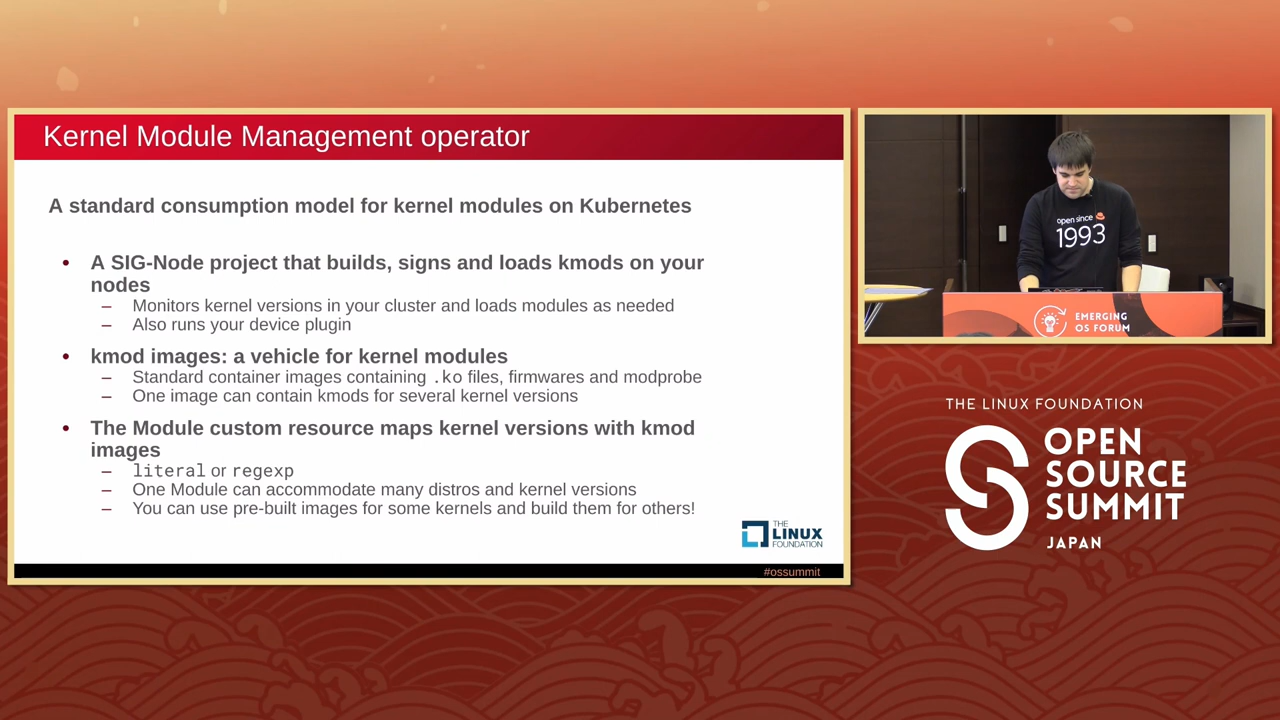 Kernel Module Management operator
A standard consumption model for kernel modules on Kubernetes
• A SIG-Node project that builds, signs and loads kmods on your
nodes
– Monitors kernel versions in your cluster and loads modules as needed
– Also runs your device plugin
• kmod images: a vehicle for kernel modules
– Standard container images containing .ko files, firmwares and modprobe
– One image can contain kmods for several kernel versions
• The Module custom resource maps kernel versions with kmod
images
– literal or regexp
– One Module can accommodate many distros and kernel versions
– You can use pre-built images for some kernels and build them for others!
THE
LINUX
FOUNDATION
#ossummit
open since
1993
EMERGING
OS FORUM
THE LINUX FOUNDATION
OPEN
SOURCE
SUMMIT
JAPAN